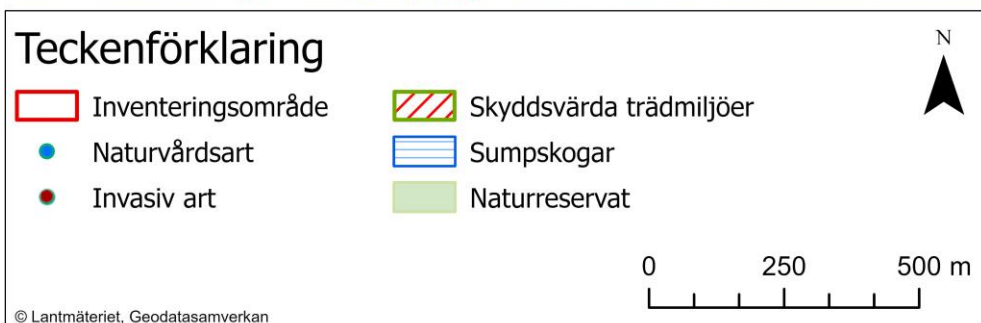 Teckenförklaring
N
Inventeringsområde
Naturvårdsart
Invasiv art
Skyddsvärda trädmiljöer
Sumpskogar
Naturreservat
0 250 500 m
© Lantmäteriet, Geodatasamverkan